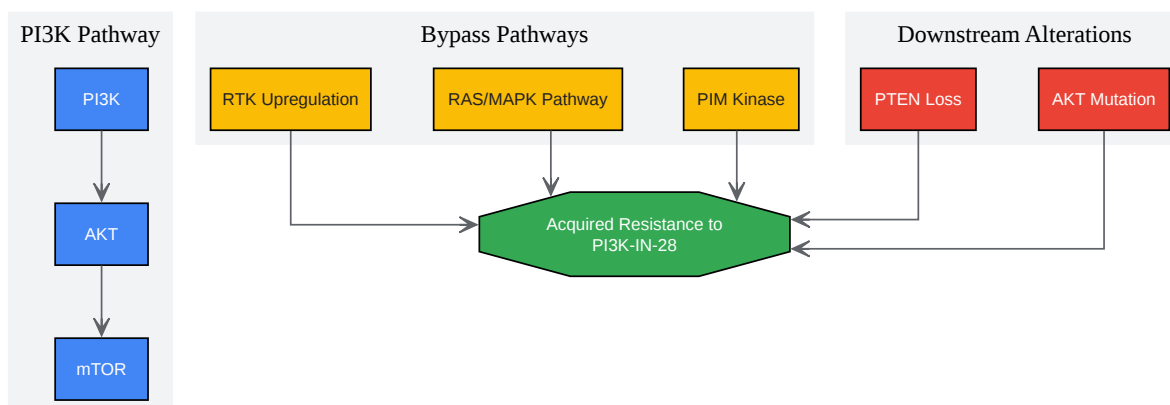 PI3K Pathway
Bypass Pathways
Downstream Alterations
PI3K
RTK Upregulation
RAS/MAPK Pathway
PIM Kinase
PTEN Loss
AKT Mutation
AKT
Acquired Resistance to
PI3K-IN-28
mTOR